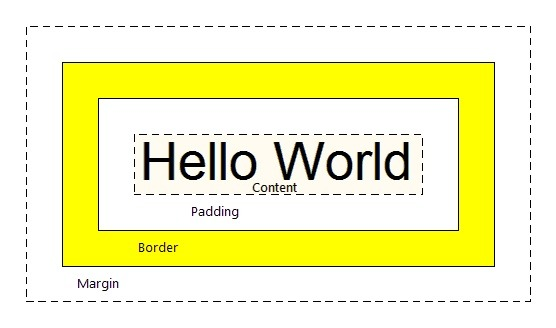 Hello World
Content
Padding
Border
Margin